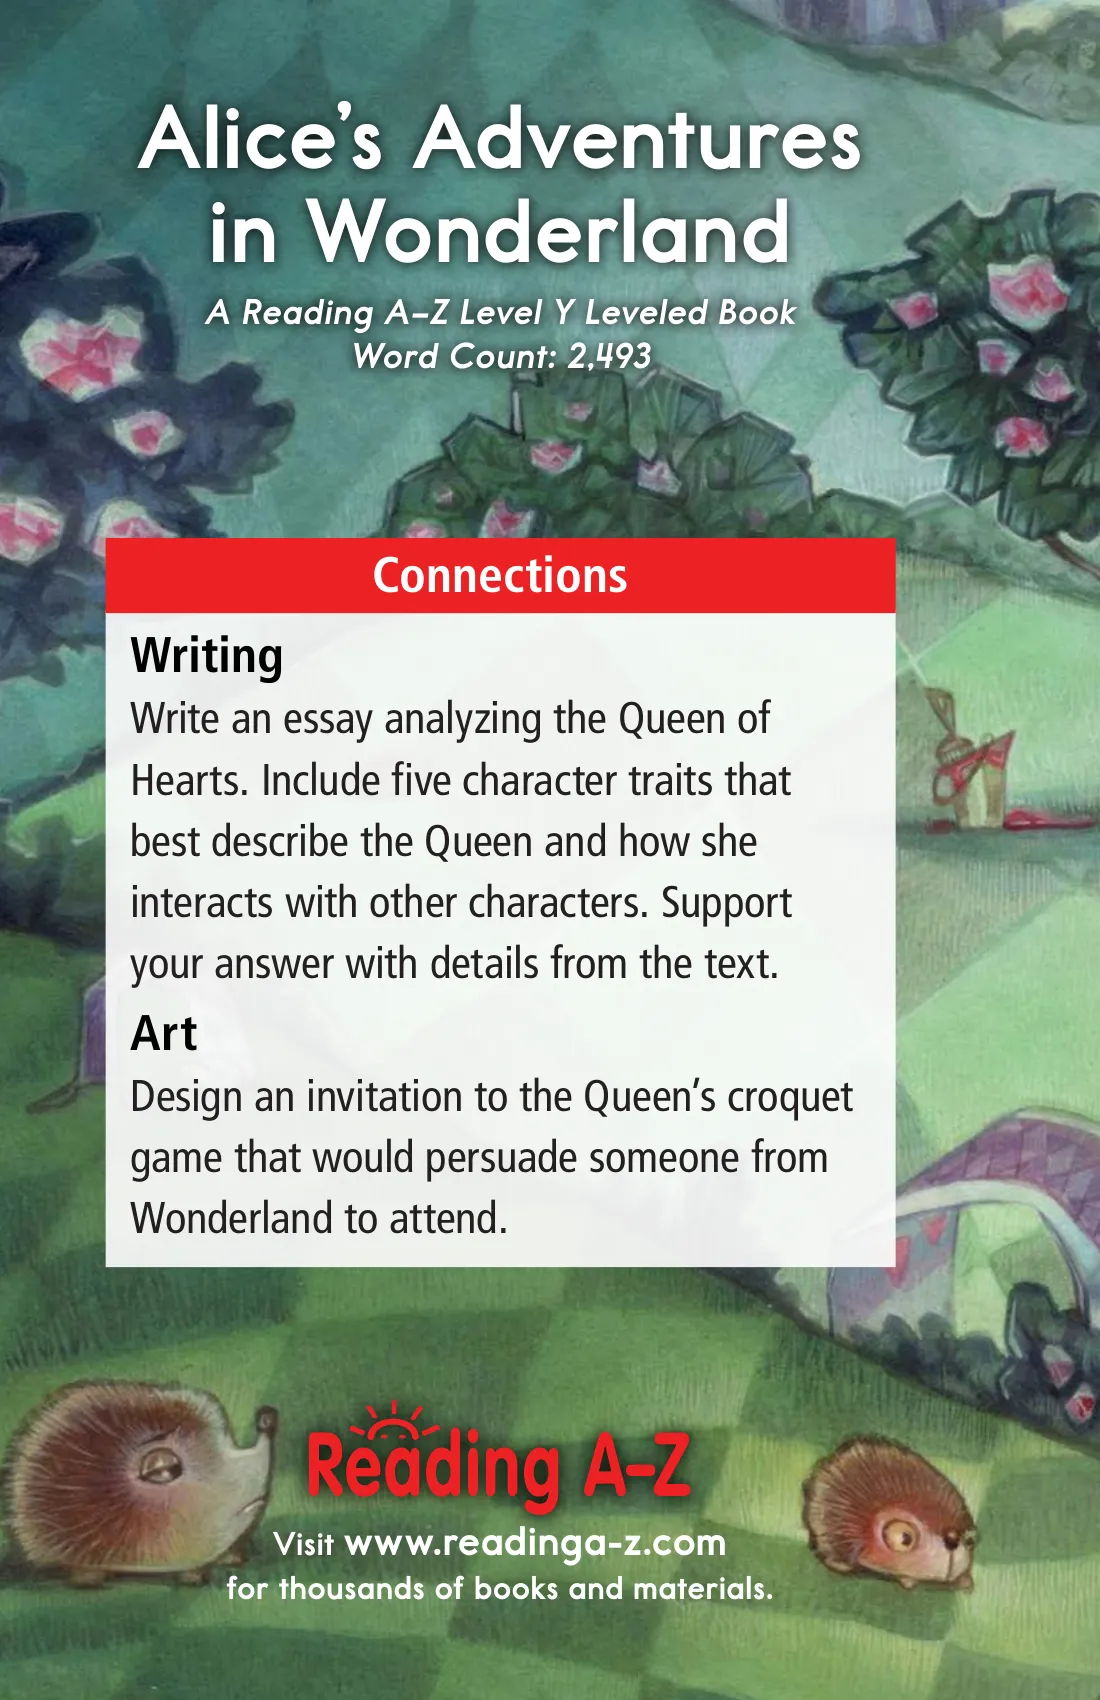 Alice’s Adventures
in Wonderland
A Reading A–Z Level Y Leveled Book
Word Count: 2,493
Connections
Writing
Write an essay analyzing the Queen of
Hearts. Include five character traits that
best describe the Queen and how she
interacts with other characters. Support
your answer with details from the text.
Art
Design an invitation to the Queen’s croquet
game that would persuade someone from
Wonderland to attend.
Reading A–Z
Visit www.readinga-z.com
for thousands of books and materials.